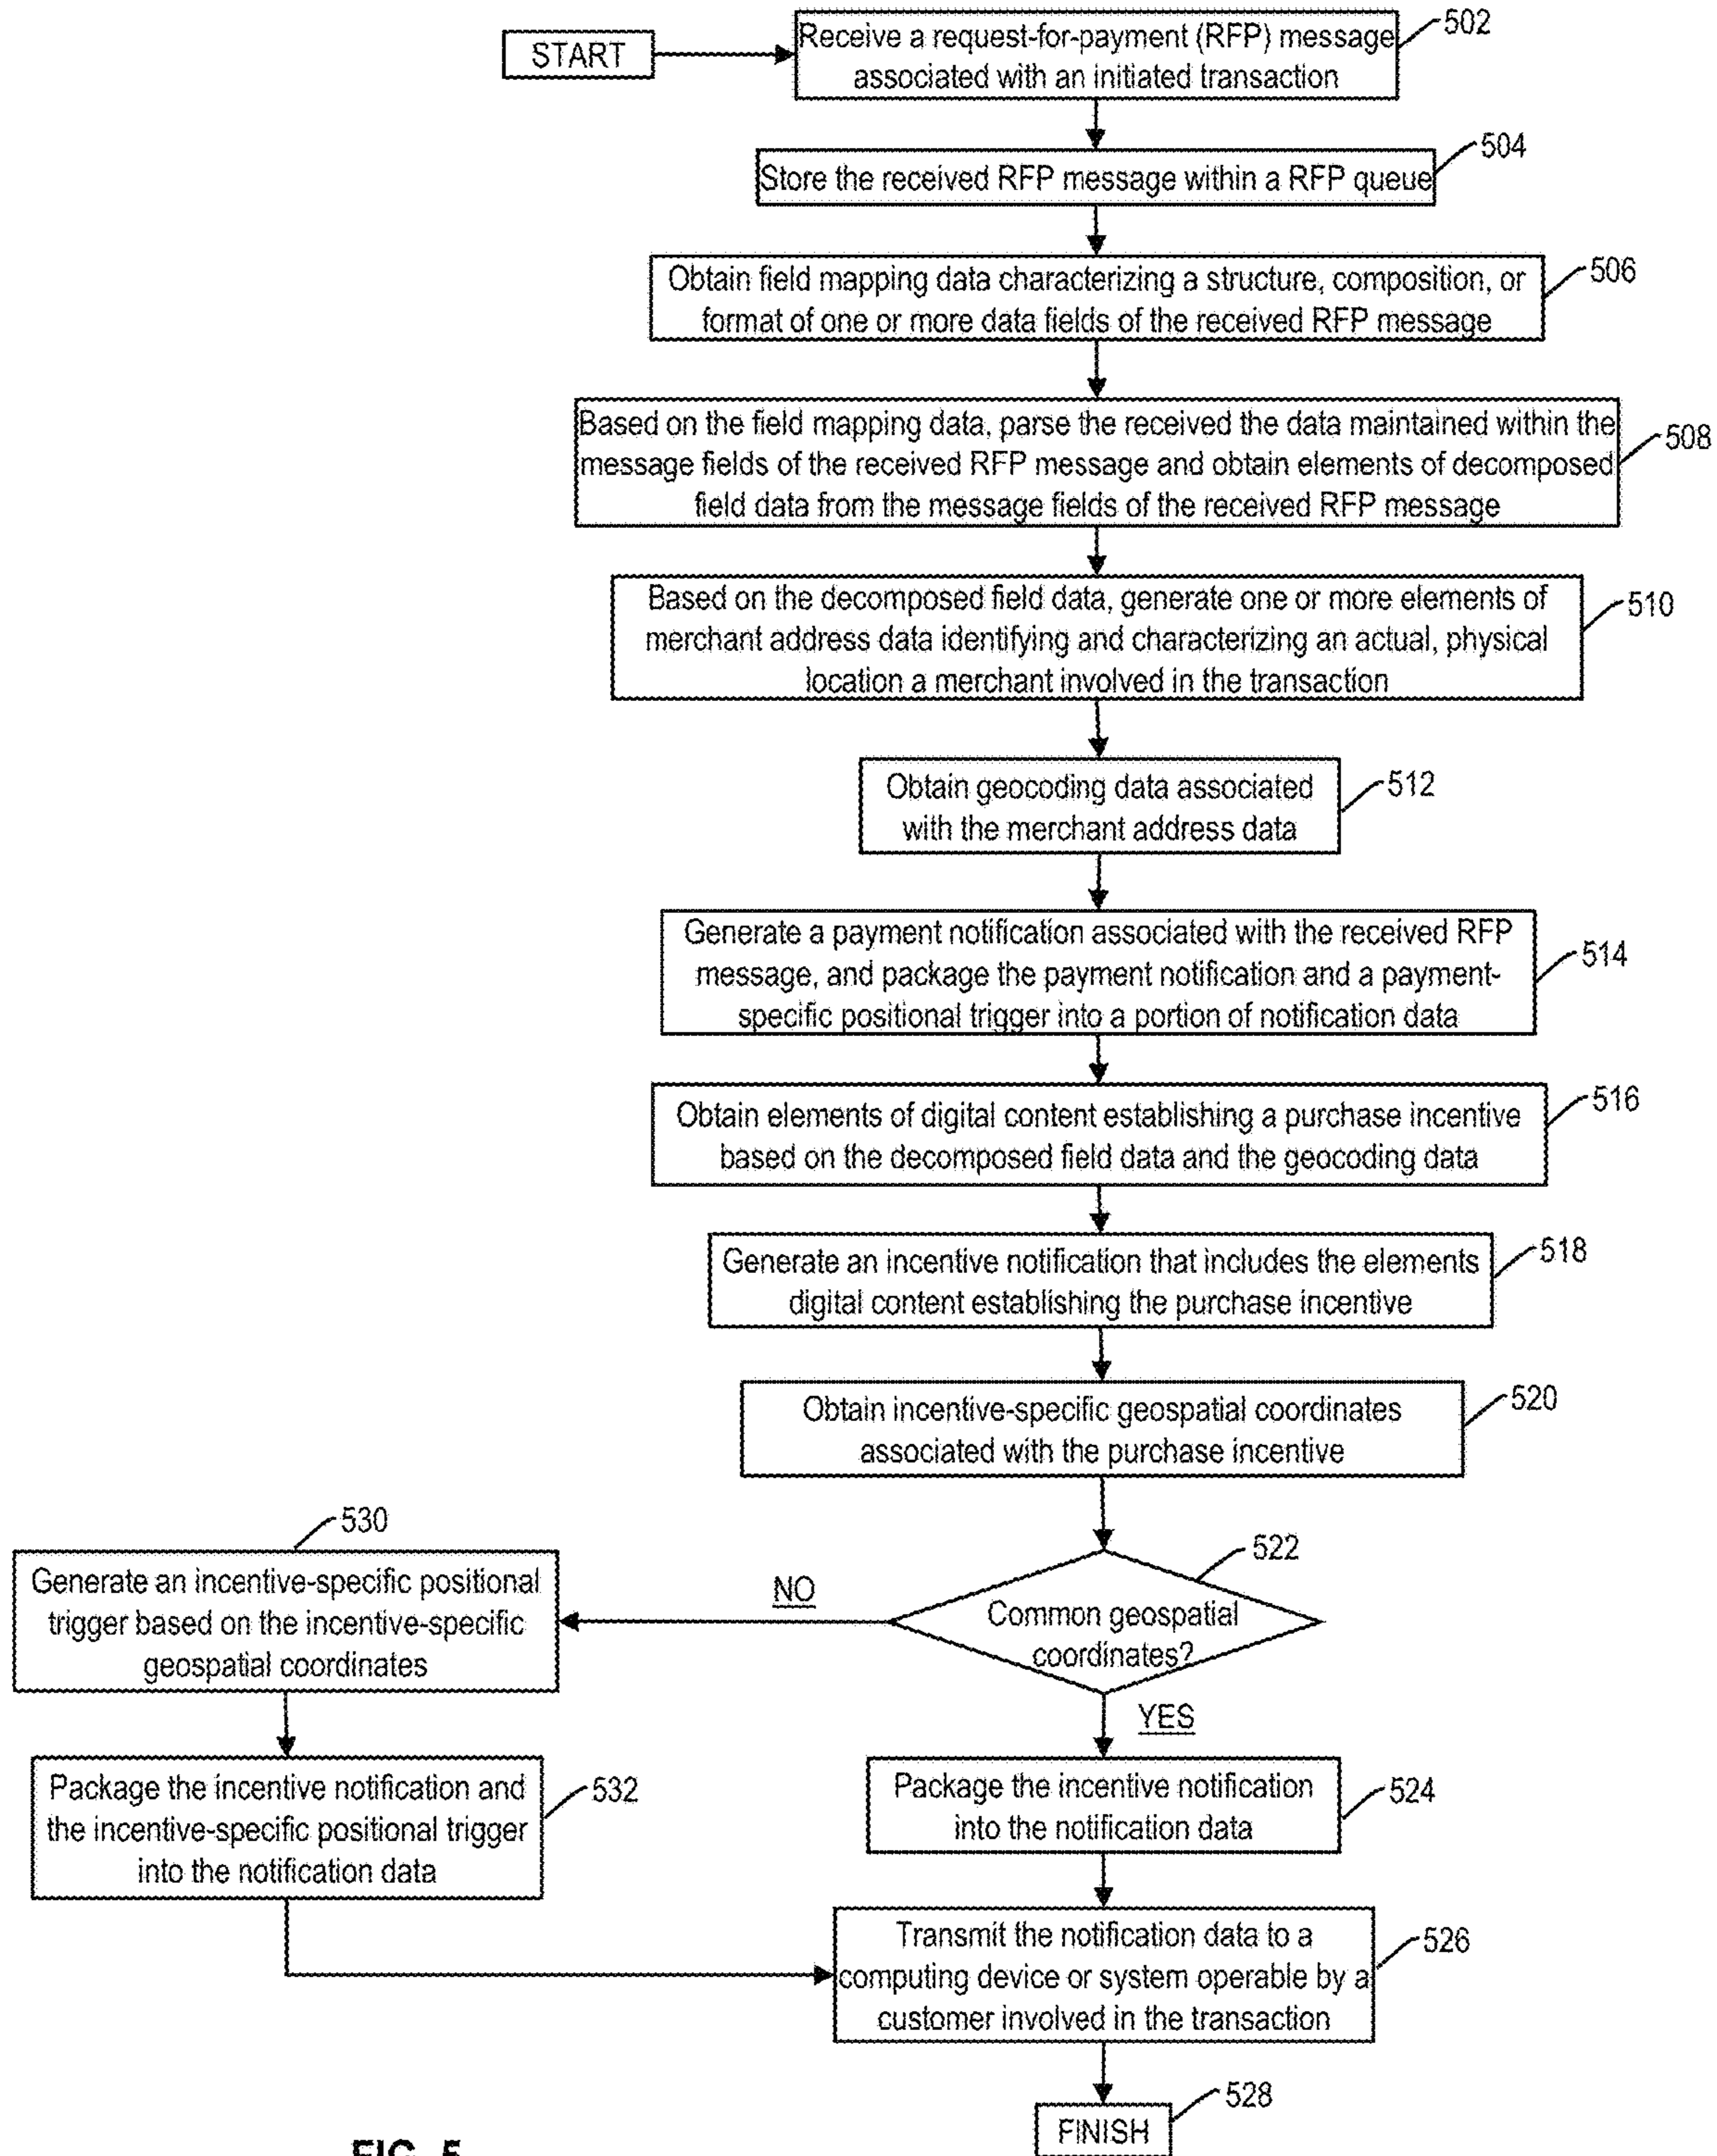 START
Receive a request-for-payment (RFP) message
associated with an initiated transaction
502
Store the received RFP message within a RFP queue
504
Obtain field mapping data characterizing a structure, composition, or
format of one or more data fields of the received RFP message
506
Based on the field mapping data, parse the received the data maintained within the
message fields of the received RFP message and obtain elements of decomposed
field data from the message fields of the received RFP message
508
Based on the decomposed field data, generate one or more elements of
merchant address data identifying and characterizing an actual, physical
location a merchant involved in the transaction
510
Obtain geocoding data associated
with the merchant address data
512
Generate a payment notification associated with the received RFP
message, and package the payment notification and a payment-
specific positional trigger into a portion of notification data
514
Obtain elements of digital content establishing a purchase incentive
based on the decomposed field data and the geocoding data
516
Generate an incentive notification that includes the elements
digital content establishing the purchase incentive
518
Obtain incentive-specific geospatial coordinates
associated with the purchase incentive
520
Common geospatial
coordinates?
522
NO
530
Generate an incentive-specific positional
trigger based on the incentive-specific
geospatial coordinates
YES
Package the incentive notification and
the incentive-specific positional trigger
into the notification data
532
Package the incentive notification
into the notification data
524
Transmit the notification data to a
computing device or system operable by a
customer involved in the transaction
526
FINISH
528
FIG. 5